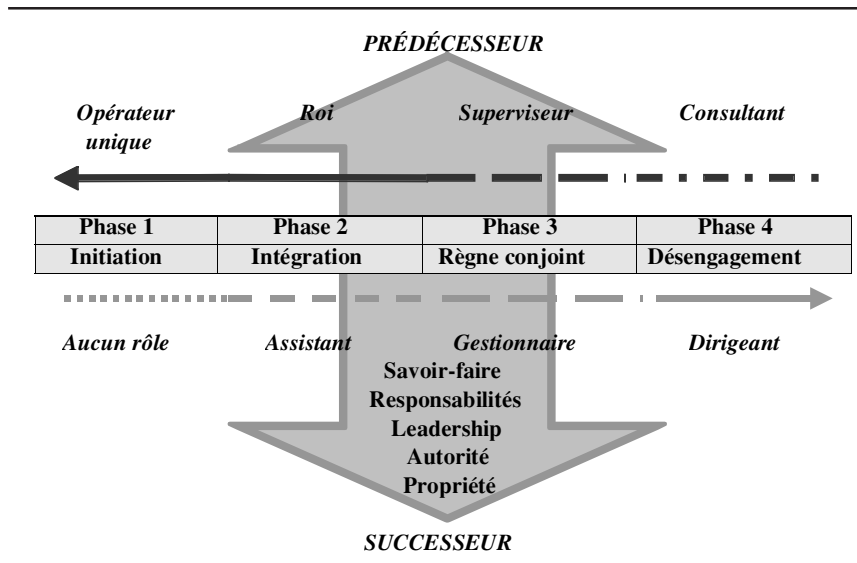 PRÉDÉCESSEUR
Opérateur unique Roi Superviseur Consultant
Phase 1 Phase 2 Phase 3 Phase 4
Initiation Intégration Règne conjoint Désengagement
Aucun rôle Assistant Gestionnaire Dirigeant
Savoir-faire
Responsabilités
Leadership
Autorité
Propriété
SUCCESSEUR